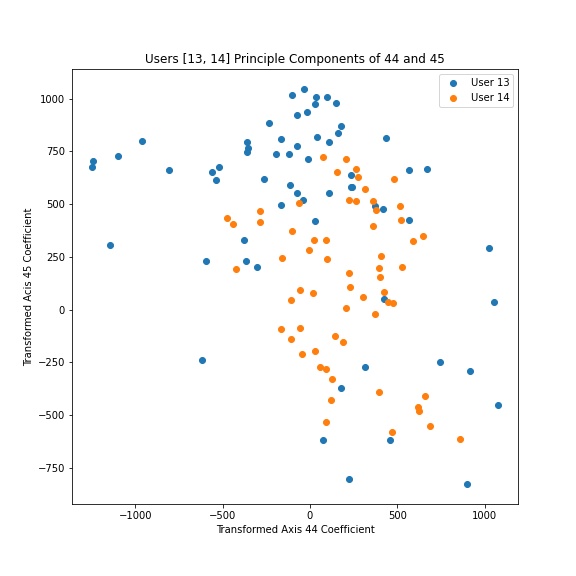 Users [13, 14] Principle Components of 44 and 45
User 13
User 14
1000
750
500
250
0
−250
−500
−750
Transformed Acis 45 Coefficient
−1000
−500
0
500
1000
Transformed Axis 44 Coefficient